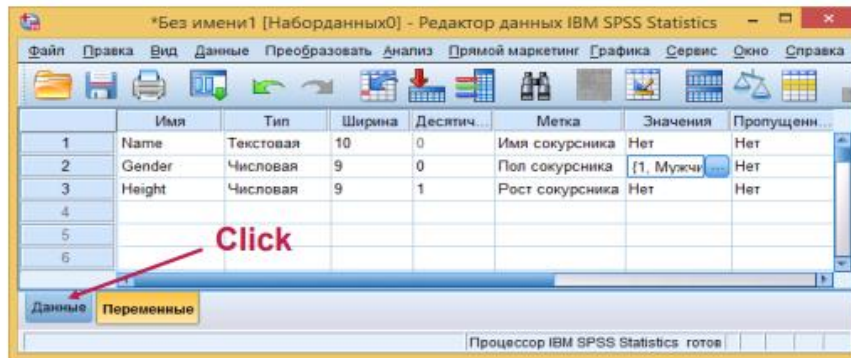 *Без имени1 [Наборданных0] - Редактор данных IBM SPSS Statistics
Файл Правка Вид Данные Преобразовать Анализ Прямой маркетинг Графика Сервис Окно Справка
Имя Тип Ширина Десятич... Метка Значения Пропущенн...
1 Name Текстовая 10 0 Имя сокурсника Нет Нет
2 Gender Числовая 9 0 Пол сокурсника {1, Мужчи ... Нет
3 Height Числовая 9 1 Рост сокурсника Нет Нет
4
5
6
Click
Данные Переменные
Процессор IBM SPSS Statistics готов